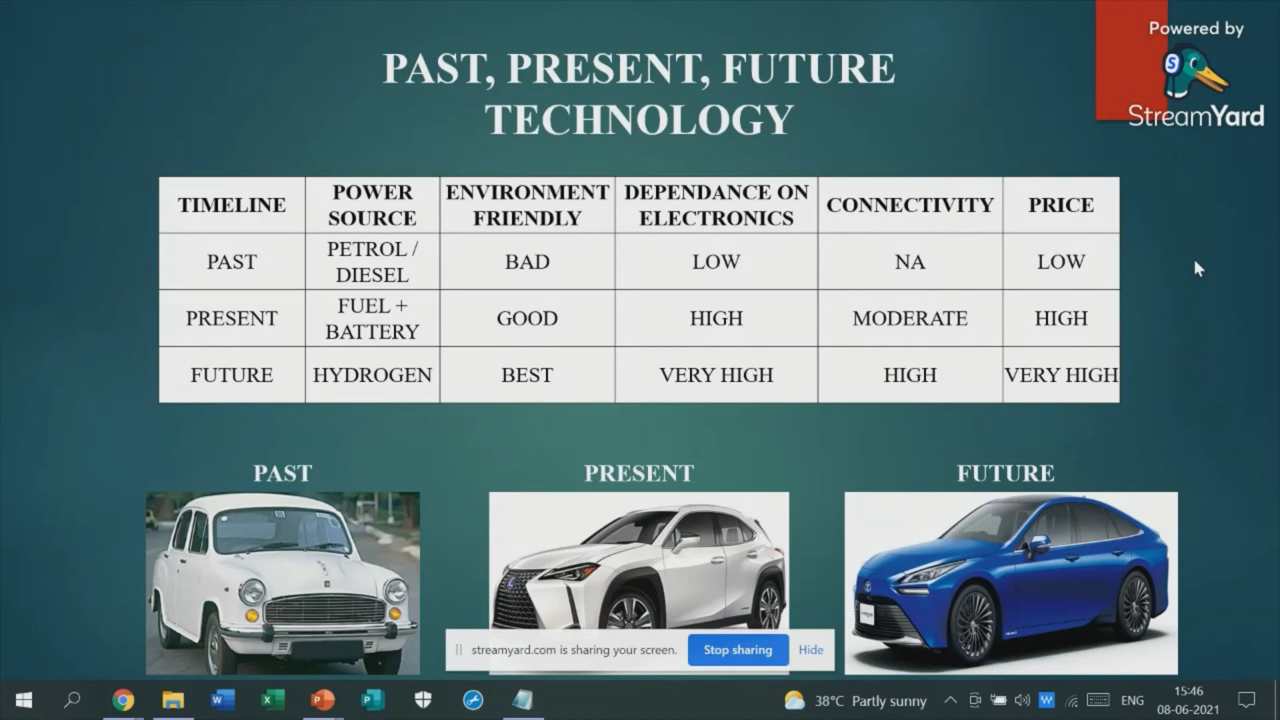 Powered by
StreamYard
PAST, PRESENT, FUTURE
TECHNOLOGY
TIMELINE POWER SOURCE ENVIRONMENT FRIENDLY DEPENDANCE ON ELECTRONICS CONNECTIVITY PRICE
PAST PETROL / DIESEL BAD LOW NA LOW
PRESENT FUEL + BATTERY GOOD HIGH MODERATE HIGH
FUTURE HYDROGEN BEST VERY HIGH HIGH VERY HIGH
PAST PRESENT FUTURE
streamyard.com is sharing your screen. Stop sharing Hide
38°C Partly sunny ENG 15:46
08-06-2021